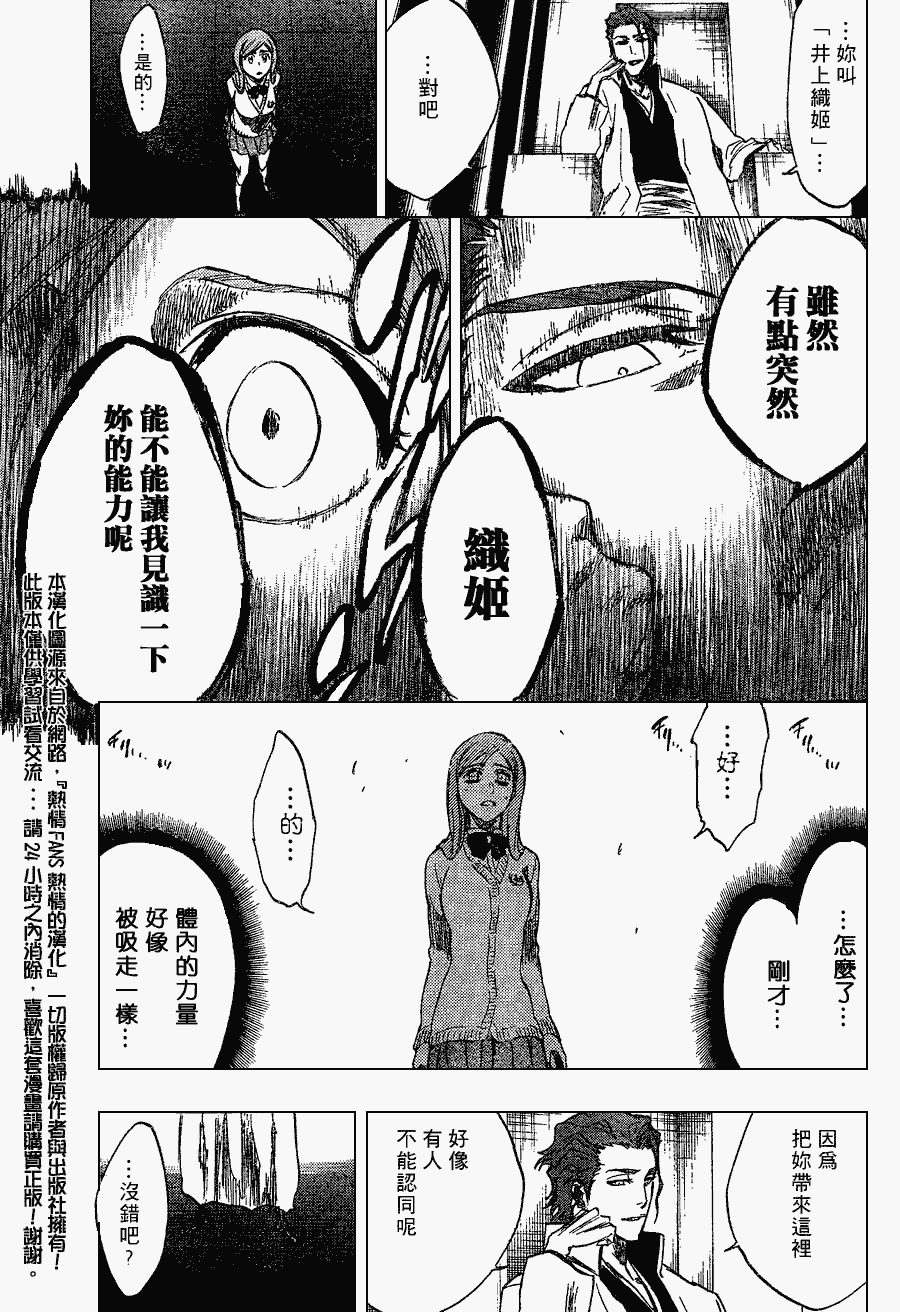 …妳叫
「井上織姬」…
…對吧
…是的…
雖然
有點突然
織姬
能不能讓我見識一下
妳的能力呢
…好…
…的…
…怎麼了…
剛才…
體內的力量
好像
被吸走一樣…
因為
把妳帶來這裡
好像
有人
不能認同呢
…沒錯吧?
本漢化圖源來自於網路，『熱情FANS 熱情的漢化』一切版權歸原作者與出版社擁有！
此版本僅供學習試看交流… 請24小時之內消除，喜歡這套漫畫請購買正版！謝謝。